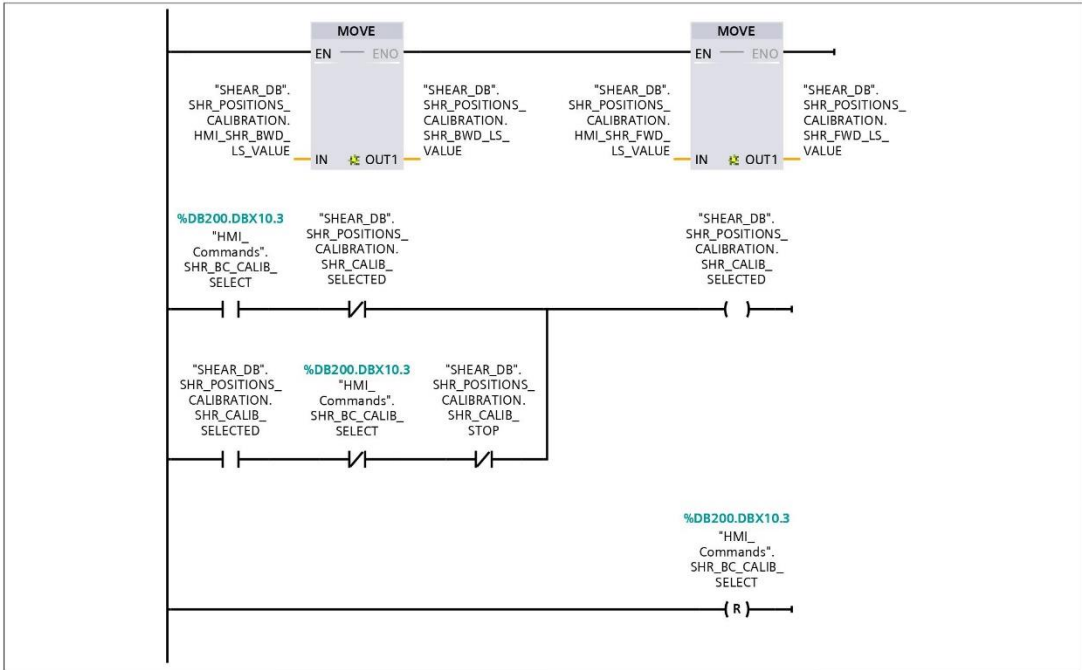 MOVE
EN
ENO
"SHEAR_DB".
SHR_POSITIONS_
CALIBRATION.
HMI_SHR_BWD_
LS_VALUE
IN
OUT1
"SHEAR_DB".
SHR_POSITIONS_
CALIBRATION.
SHR_BWD_LS_
VALUE
MOVE
EN
ENO
"SHEAR_DB".
SHR_POSITIONS_
CALIBRATION.
HMI_SHR_FWD_
LS_VALUE
IN
OUT1
"SHEAR_DB".
SHR_POSITIONS_
CALIBRATION.
SHR_FWD_LS_
VALUE
%DB200.DBX10.3
"HMI_
Commands".
SHR_BC_CALIB_
SELECT
"SHEAR_DB".
SHR_POSITIONS_
CALIBRATION.
SHR_CALIB_
SELECTED
"SHEAR_DB".
SHR_POSITIONS_
CALIBRATION.
SHR_CALIB_
SELECTED
"SHEAR_DB".
SHR_POSITIONS_
CALIBRATION.
SHR_CALIB_
SELECTED
%DB200.DBX10.3
"HMI_
Commands".
SHR_BC_CALIB_
SELECT
"SHEAR_DB".
SHR_POSITIONS_
CALIBRATION.
SHR_CALIB_
STOP
%DB200.DBX10.3
"HMI_
Commands".
SHR_BC_CALIB_
SELECT
R